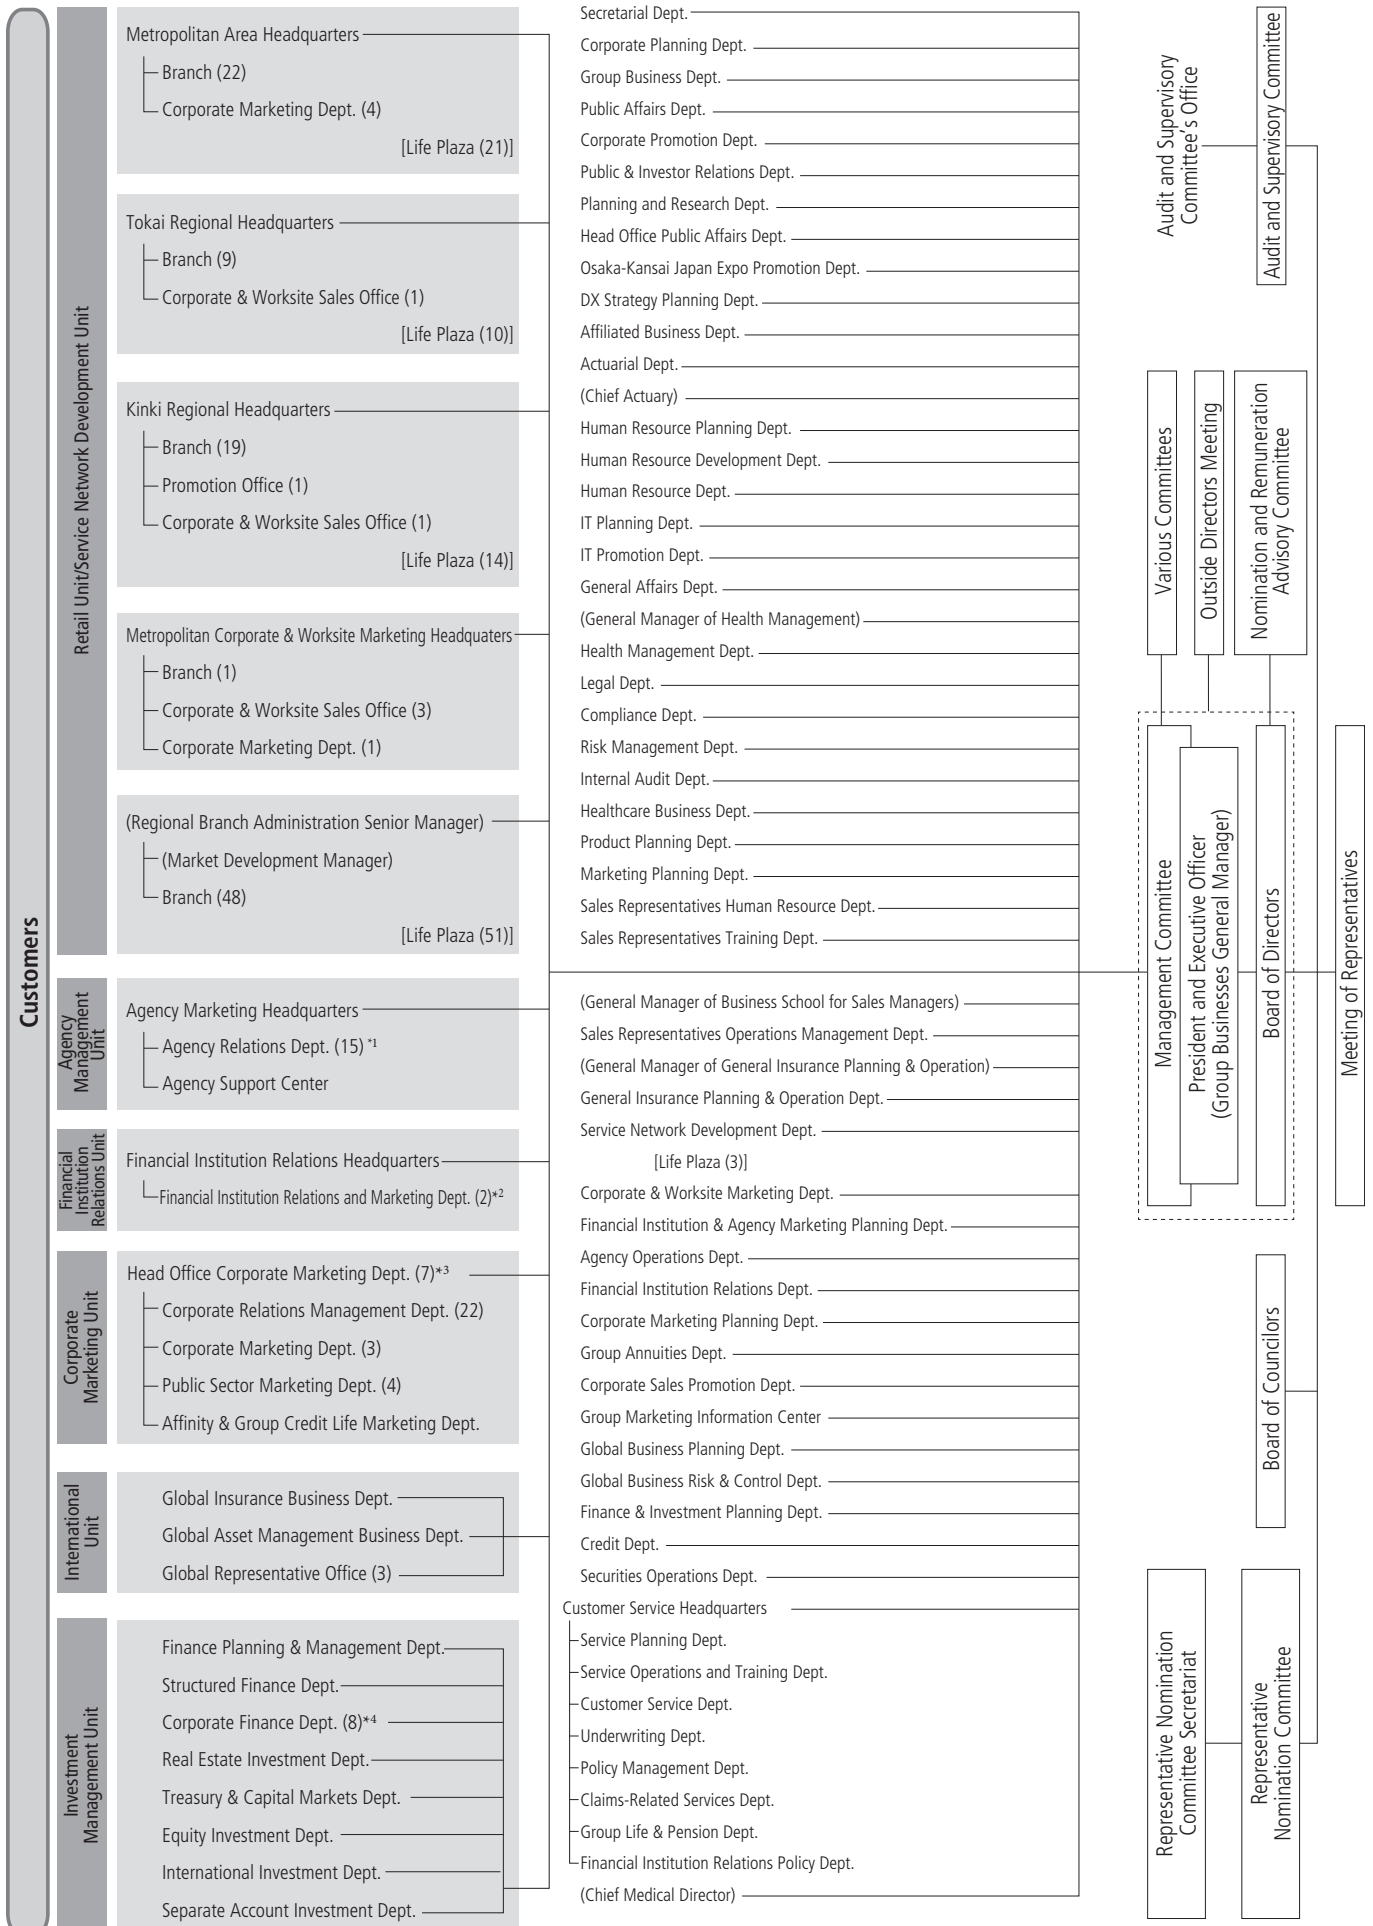 Customers
Retail Unit/Service Network Development Unit
Metropolitan Area Headquarters
Branch (22)
Corporate Marketing Dept. (4)
[Life Plaza (21)]
Tokai Regional Headquarters
Branch (9)
Corporate & Worksite Sales Office (1)
[Life Plaza (10)]
Kinki Regional Headquarters
Branch (19)
Promotion Office (1)
Corporate & Worksite Sales Office (1)
[Life Plaza (14)]
Metropolitan Corporate & Worksite Marketing Headquaters
Branch (1)
Corporate & Worksite Sales Office (3)
Corporate Marketing Dept. (1)
(Regional Branch Administration Senior Manager)
(Market Development Manager)
Branch (48)
[Life Plaza (51)]
Agency
Management
Unit
Agency Marketing Headquarters
Agency Relations Dept. (15) *1
Agency Support Center
Financial
Institution
Relations Unit
Financial Institution Relations Headquarters
Financial Institution Relations and Marketing Dept. (2)*2
Corporate
Marketing Unit
Head Office Corporate Marketing Dept. (7)*3
Corporate Relations Management Dept. (22)
Corporate Marketing Dept. (3)
Public Sector Marketing Dept. (4)
Affinity & Group Credit Life Marketing Dept.
International
Unit
Global Insurance Business Dept.
Global Asset Management Business Dept.
Global Representative Office (3)
Investment
Management Unit
Finance Planning & Management Dept.
Structured Finance Dept.
Corporate Finance Dept. (8)*4
Real Estate Investment Dept.
Treasury & Capital Markets Dept.
Equity Investment Dept.
International Investment Dept.
Separate Account Investment Dept.
Secretarial Dept.
Corporate Planning Dept.
Group Business Dept.
Public Affairs Dept.
Corporate Promotion Dept.
Public & Investor Relations Dept.
Planning and Research Dept.
Head Office Public Affairs Dept.
Osaka-Kansai Japan Expo Promotion Dept.
DX Strategy Planning Dept.
Affiliated Business Dept.
Actuarial Dept.
(Chief Actuary)
Human Resource Planning Dept.
Human Resource Development Dept.
Human Resource Dept.
IT Planning Dept.
IT Promotion Dept.
General Affairs Dept.
(General Manager of Health Management)
Health Management Dept.
Legal Dept.
Compliance Dept.
Risk Management Dept.
Internal Audit Dept.
Healthcare Business Dept.
Product Planning Dept.
Marketing Planning Dept.
Sales Representatives Human Resource Dept.
Sales Representatives Training Dept.
(General Manager of Business School for Sales Managers)
Sales Representatives Operations Management Dept.
(General Manager of General Insurance Planning & Operation)
General Insurance Planning & Operation Dept.
Service Network Development Dept.
[Life Plaza (3)]
Corporate & Worksite Marketing Dept.
Financial Institution & Agency Marketing Planning Dept.
Agency Operations Dept.
Financial Institution Relations Dept.
Corporate Marketing Planning Dept.
Group Annuities Dept.
Corporate Sales Promotion Dept.
Group Marketing Information Center
Global Business Planning Dept.
Global Business Risk & Control Dept.
Finance & Investment Planning Dept.
Credit Dept.
Securities Operations Dept.
Customer Service Headquarters
Service Planning Dept.
Service Operations and Training Dept.
Customer Service Dept.
Underwriting Dept.
Policy Management Dept.
Claims-Related Services Dept.
Group Life & Pension Dept.
Financial Institution Relations Policy Dept.
(Chief Medical Director)
Audit and Supervisory
Committee's Office
Audit and Supervisory Committee
Various Committees
Outside Directors Meeting
Nomination and Remuneration
Advisory Committee
Management Committee
President and Executive Officer
(Group Businesses General Manager)
Board of Directors
Meeting of Representatives
Board of Councilors
Representative Nomination
Committee Secretariat
Representative
Nomination Committee